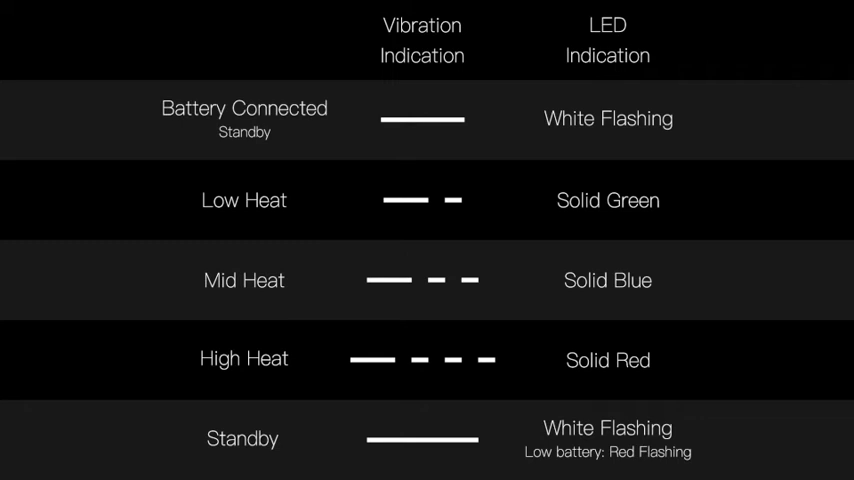 Vibration
Indication
LED
Indication
Battery Connected
Standby
White Flashing
Low Heat
Solid Green
Mid Heat
Solid Blue
High Heat
Solid Red
Standby
White Flashing
Low battery: Red Flashing